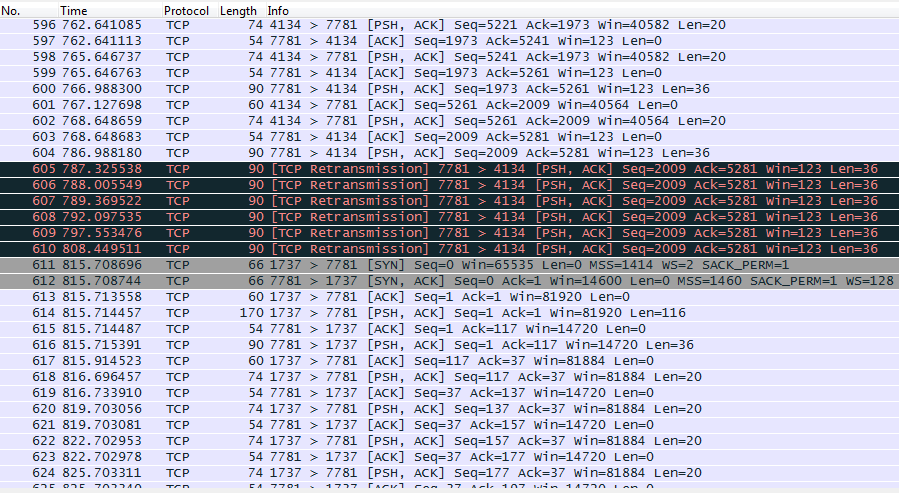 No. Time Protocol Length Info
596 762.641085 TCP 74 4134 > 7781 [PSH, ACK] Seq=5221 Ack=1973 Win=40582 Len=20
597 762.641113 TCP 54 7781 > 4134 [ACK] Seq=1973 Ack=5241 Win=123 Len=0
598 765.646737 TCP 74 4134 > 7781 [PSH, ACK] Seq=5241 Ack=1973 Win=40582 Len=20
599 765.646763 TCP 54 7781 > 4134 [ACK] Seq=1973 Ack=5261 Win=123 Len=0
600 766.988300 TCP 90 7781 > 4134 [PSH, ACK] Seq=1973 Ack=5261 Win=123 Len=36
601 767.127698 TCP 60 4134 > 7781 [ACK] Seq=5261 Ack=2009 Win=40564 Len=0
602 768.648659 TCP 74 4134 > 7781 [PSH, ACK] Seq=5261 Ack=2009 Win=40564 Len=20
603 768.648683 TCP 54 7781 > 4134 [ACK] Seq=2009 Ack=5281 Win=123 Len=0
604 786.988180 TCP 90 7781 > 4134 [PSH, ACK] Seq=2009 Ack=5281 Win=123 Len=36
605 787.325538 TCP 90 [TCP Retransmission] 7781 > 4134 [PSH, ACK] Seq=2009 Ack=5281 Win=123 Len=36
606 788.005549 TCP 90 [TCP Retransmission] 7781 > 4134 [PSH, ACK] Seq=2009 Ack=5281 Win=123 Len=36
607 789.369522 TCP 90 [TCP Retransmission] 7781 > 4134 [PSH, ACK] Seq=2009 Ack=5281 Win=123 Len=36
608 792.097535 TCP 90 [TCP Retransmission] 7781 > 4134 [PSH, ACK] Seq=2009 Ack=5281 Win=123 Len=36
609 797.553476 TCP 90 [TCP Retransmission] 7781 > 4134 [PSH, ACK] Seq=2009 Ack=5281 Win=123 Len=36
610 808.449511 TCP 90 [TCP Retransmission] 7781 > 4134 [PSH, ACK] Seq=2009 Ack=5281 Win=123 Len=36
611 815.708696 TCP 66 1737 > 7781 [SYN] Seq=0 Win=65535 Len=0 MSS=1414 WS=2 SACK_PERM=1
612 815.708744 TCP 66 7781 > 1737 [SYN, ACK] Seq=0 Ack=1 Win=14600 Len=0 MSS=1460 SACK_PERM=1 WS=128
613 815.713558 TCP 60 1737 > 7781 [ACK] Seq=1 Ack=1 Win=81920 Len=0
614 815.714457 TCP 170 1737 > 7781 [PSH, ACK] Seq=1 Ack=1 Win=81920 Len=116
615 815.714487 TCP 54 7781 > 1737 [ACK] Seq=1 Ack=117 Win=14720 Len=0
616 815.715391 TCP 90 7781 > 1737 [PSH, ACK] Seq=1 Ack=117 Win=14720 Len=36
617 815.914523 TCP 60 1737 > 7781 [ACK] Seq=117 Ack=37 Win=81884 Len=0
618 816.696457 TCP 74 1737 > 7781 [PSH, ACK] Seq=117 Ack=37 Win=81884 Len=20
619 816.733910 TCP 54 7781 > 1737 [ACK] Seq=37 Ack=137 Win=14720 Len=0
620 819.703056 TCP 74 1737 > 7781 [PSH, ACK] Seq=137 Ack=37 Win=81884 Len=20
621 819.703081 TCP 54 7781 > 1737 [ACK] Seq=37 Ack=157 Win=14720 Len=0
622 822.702953 TCP 74 1737 > 7781 [PSH, ACK] Seq=157 Ack=37 Win=81884 Len=20
623 822.702978 TCP 54 7781 > 1737 [ACK] Seq=37 Ack=177 Win=14720 Len=0
624 825.703311 TCP 74 1737 > 7781 [PSH, ACK] Seq=177 Ack=37 Win=81884 Len=20
625 825.703340 TCP 54 7781 > 1737 [ACK] Seq=37 Ack=197 Win=14720 Len=0